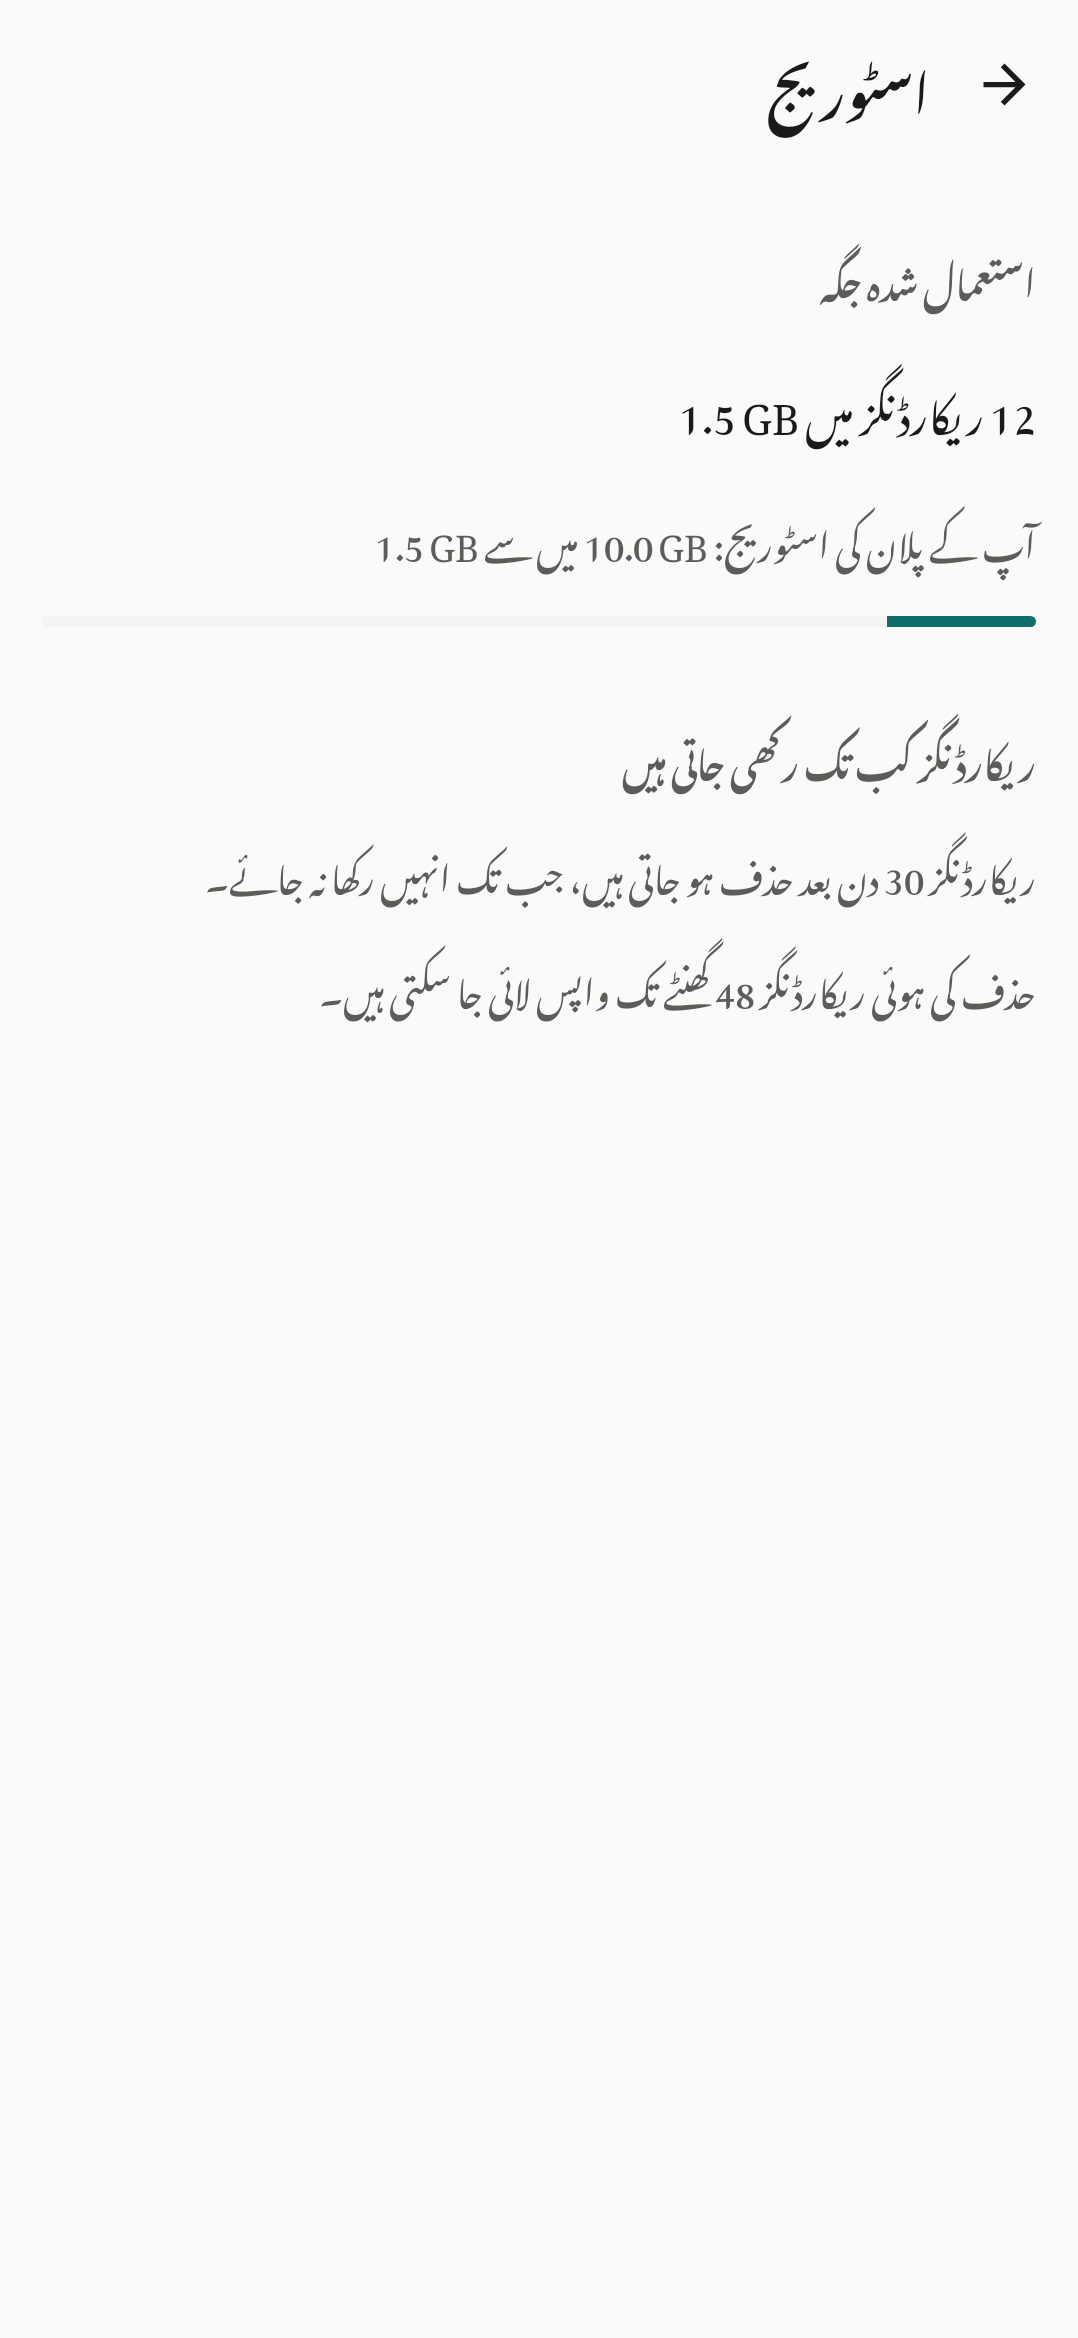 اسٹوریج
استعمال شدہ جگہ
12 ریکارڈنگز میں 1.5 GB
آپ کے پلان کی اسٹوریج: 10.0 GB میں سے 1.5 GB
ریکارڈنگز کب تک رکھی جاتی ہیں
ریکارڈنگز 30 دن بعد حذف ہو جاتی ہیں، جب تک انہیں رکھا نہ جائے۔
حذف کی ہوئی ریکارڈنگز 48 گھنٹے تک واپس لائی جا سکتی ہیں۔